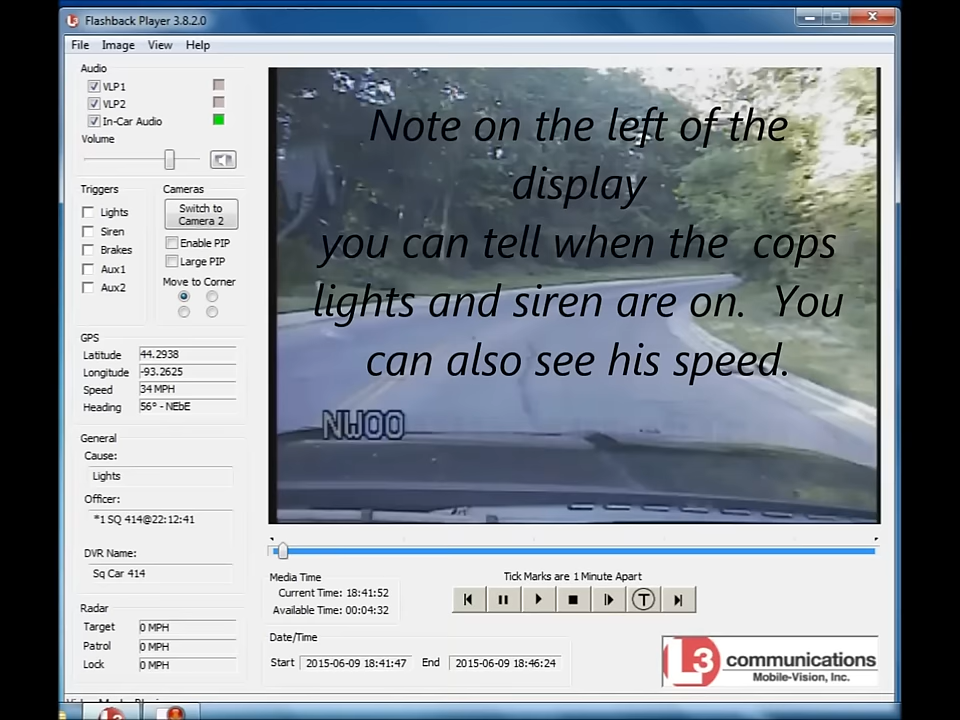 Flashback Player 3.8.2.0
File Image View Help
Audio
VLP1
VLP2
In-Car Audio
Volume
Triggers
Lights
Siren
Brakes
Aux1
Aux2
Cameras
Switch to
Camera 2
Enable PIP
Large PIP
Move to Corner
GPS
Latitude 44.2938
Longitude -93.2625
Speed 34 MPH
Heading 56° - NEbE
General
Cause:
Lights
Officer:
*1 SQ 414@22:12:41
DVR Name:
Sq Car 414
Radar
Target 0 MPH
Patrol 0 MPH
Lock 0 MPH
Note on the left of the
display
you can tell when the cops
lights and siren are on. You
can also see his speed.
NW00
Media Time
Current Time: 18:41:52
Available Time: 00:04:32
Tick Marks are 1 Minute Apart
T
Date/Time
Start 2015-06-09 18:41:47 End 2015-06-09 18:46:24
L3 communications
Mobile-Vision, Inc.